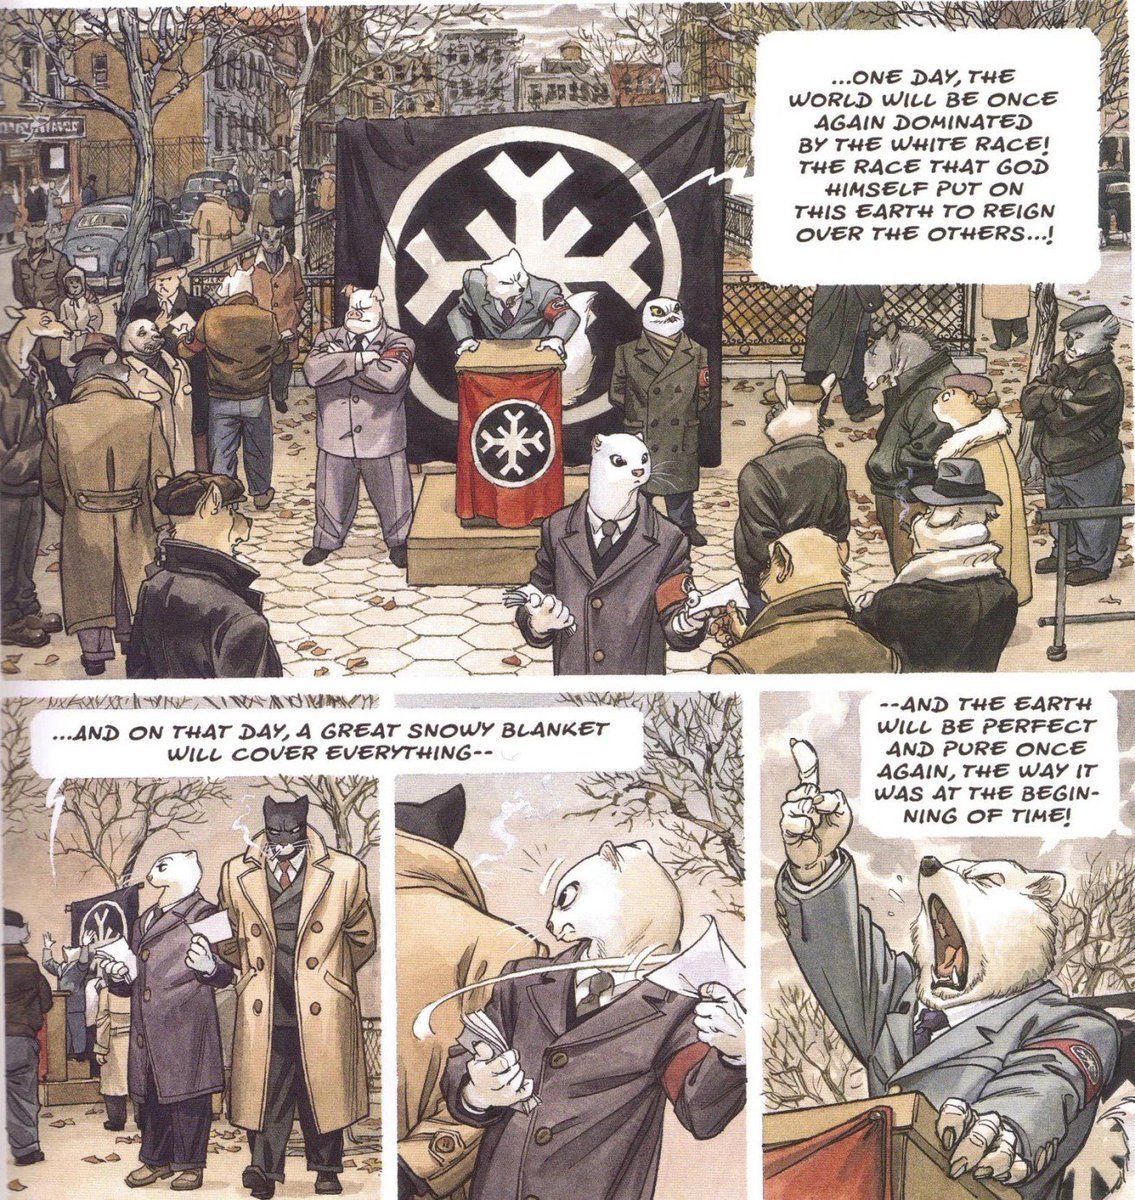 ...ONE DAY, THE
WORLD WILL BE ONCE
AGAIN DOMINATED
BY THE WHITE RACE!
THE RACE THAT GOD
HIMSELF PUT ON
THIS EARTH TO REIGN
OVER THE OTHERS...!
...AND ON THAT DAY, A GREAT SNOWY BLANKET
WILL COVER EVERYTHING--
--AND THE EARTH
WILL BE PERFECT
AND PURE ONCE
AGAIN, THE WAY IT
WAS AT THE BEGIN-
NING OF TIME!